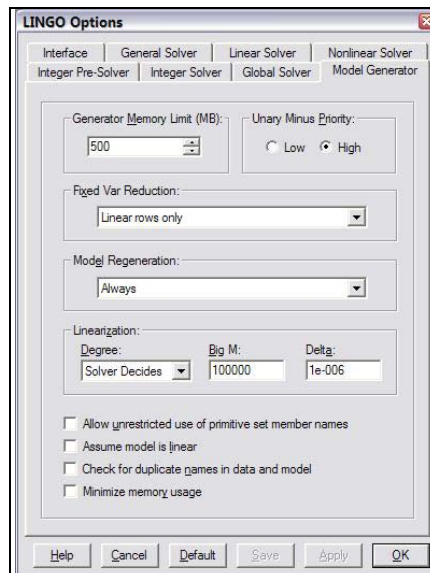 LINGO Options
Interface General Solver Linear Solver Nonlinear Solver
Integer Pre-Solver Integer Solver Global Solver Model Generator
Generator Memory Limit (MB): Unary Minus Priority:
500 Low High
Fixed Var Reduction:
Linear rows only
Model Regeneration:
Always
Linearization:
Degree: Big M: Delta:
Solver Decides 100000 1e-006
Allow unrestricted use of primitive set member names
Assume model is linear
Check for duplicate names in data and model
Minimize memory usage
Help Cancel Default Save Apply OK